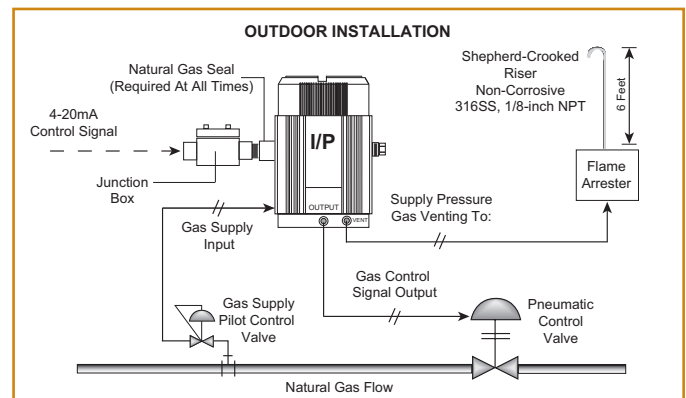 OUTDOOR INSTALLATION
Natural Gas Seal
(Required At All Times)
Shepherd-Crooked
Riser
Non-Corrosive
316SS, 1/8-inch NPT
6 Feet
4-20mA
Control Signal
I/P
Flame
Arrester
Junction
Box
OUTPUT
VENT
Supply Pressure
Gas Venting To:
Gas Supply
Input
Gas Control
Signal Output
Gas Supply
Pilot Control
Valve
Pneumatic
Control
Valve
Natural Gas Flow